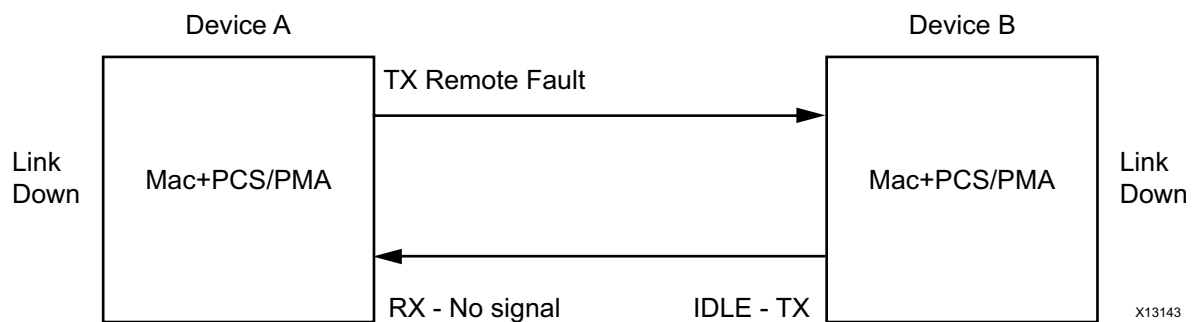 Device A
Device B
TX Remote Fault
Link
Down
Mac+PCS/PMA
Mac+PCS/PMA
Link
Down
RX - No signal
IDLE - TX
X13143